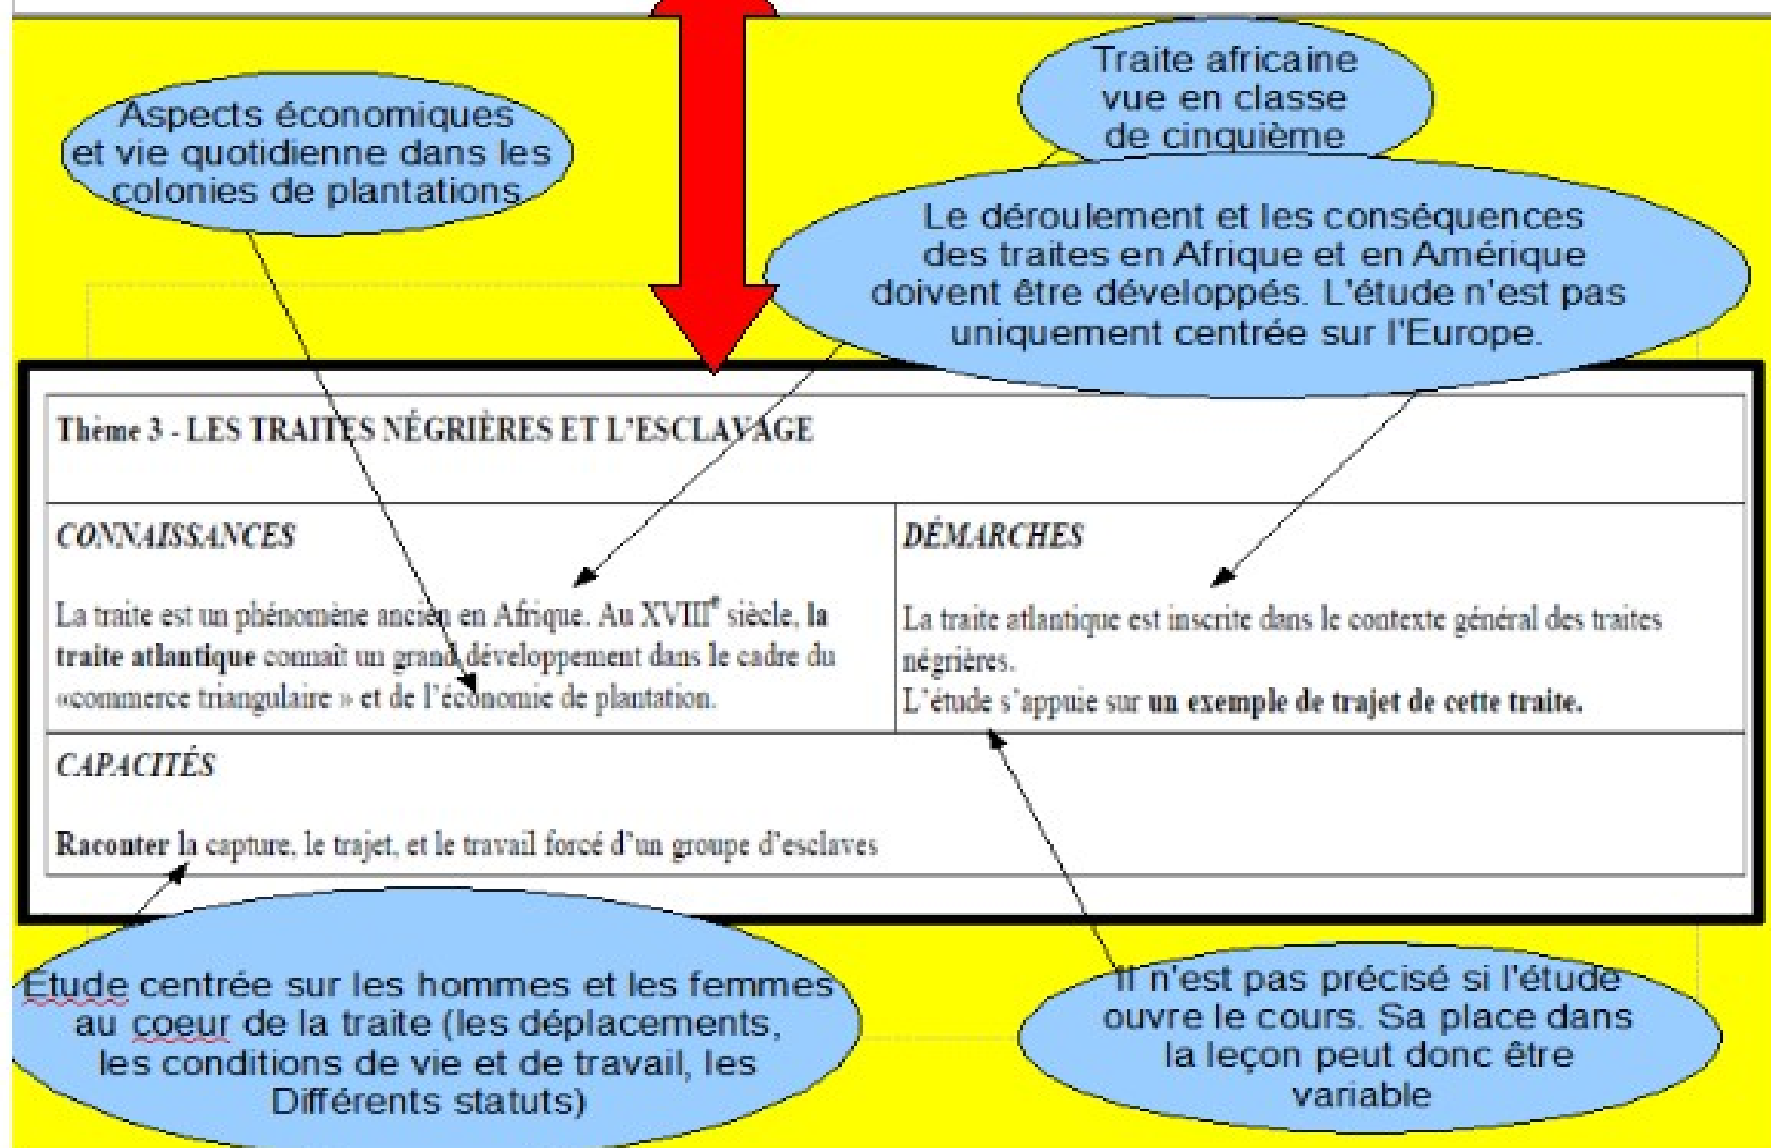 Traite africaine
vue en classe
de cinquième
Aspects économiques
et vie quotidienne dans les
colonies de plantations
Le déroulement et les conséquences
des traites en Afrique et en Amérique
doivent être développés. L'étude n'est pas
uniquement centrée sur l'Europe.
Thème 3 - LES TRAITES NÉGRIÈRES ET L’ESCLAVAGE
CONNAISSANCES
La traite est un phénomène ancien en Afrique. Au XVIIIe siècle, la
traite atlantique connaît un grand développement dans le cadre du
«commerce triangulaire » et de l’économie de plantation.
DÉMARCHES
La traite atlantique est inscrite dans le contexte général des traites
négrières.
L’étude s’appuie sur un exemple de trajet de cette traite.
CAPACITÉS
Raconter la capture, le trajet, et le travail forcé d’un groupe d’esclaves
Etude centrée sur les hommes et les femmes
au coeur de la traite (les déplacements,
les conditions de vie et de travail, les
Différents statuts)
Il n'est pas précisé si l'étude
ouvre le cours. Sa place dans
la leçon peut donc être
variable